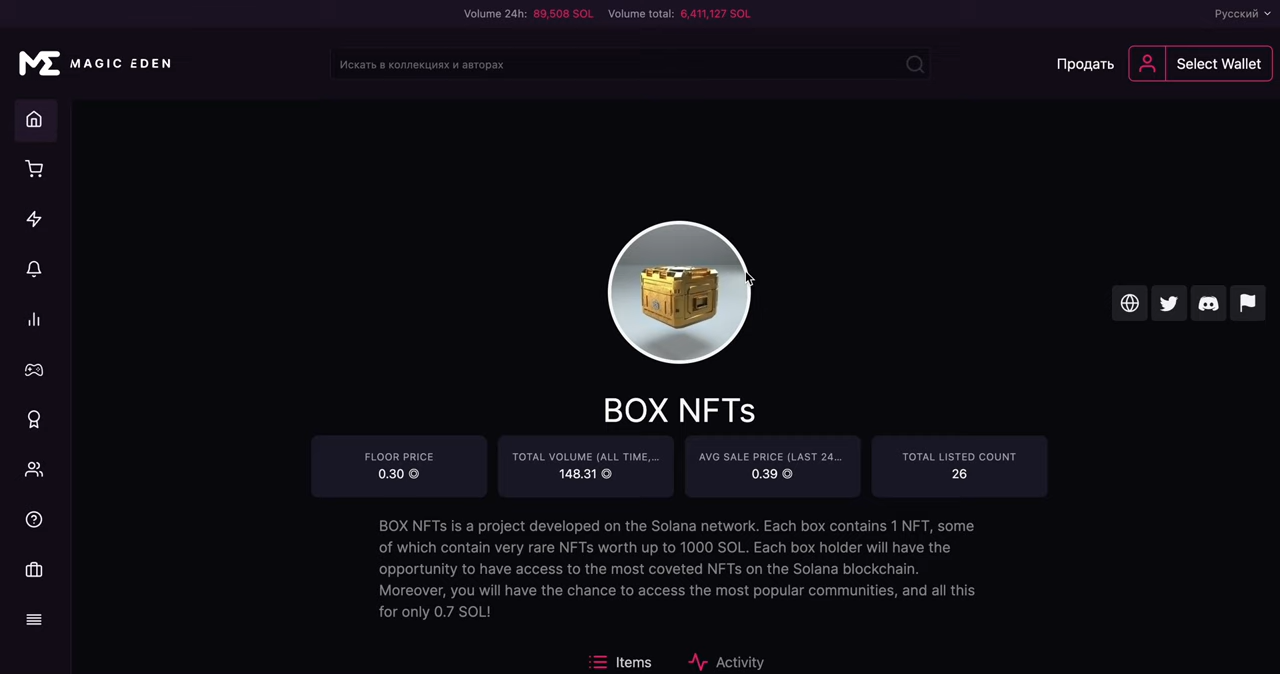 Volume 24h: 89,508 SOL Volume total: 6,411,127 SOL
Русский
MAGIC EDEN
Искать в коллекциях и авторах
Продать
Select Wallet
BOX NFTs
FLOOR PRICE
0.30
TOTAL VOLUME (ALL TIME,...
148.31
AVG SALE PRICE (LAST 24...
0.39
TOTAL LISTED COUNT
26
BOX NFTs is a project developed on the Solana network. Each box contains 1 NFT, some
of which contain very rare NFTs worth up to 1000 SOL. Each box holder will have the
opportunity to have access to the most coveted NFTs on the Solana blockchain.
Moreover, you will have the chance to access the most popular communities, and all this
for only 0.7 SOL!
Items
Activity